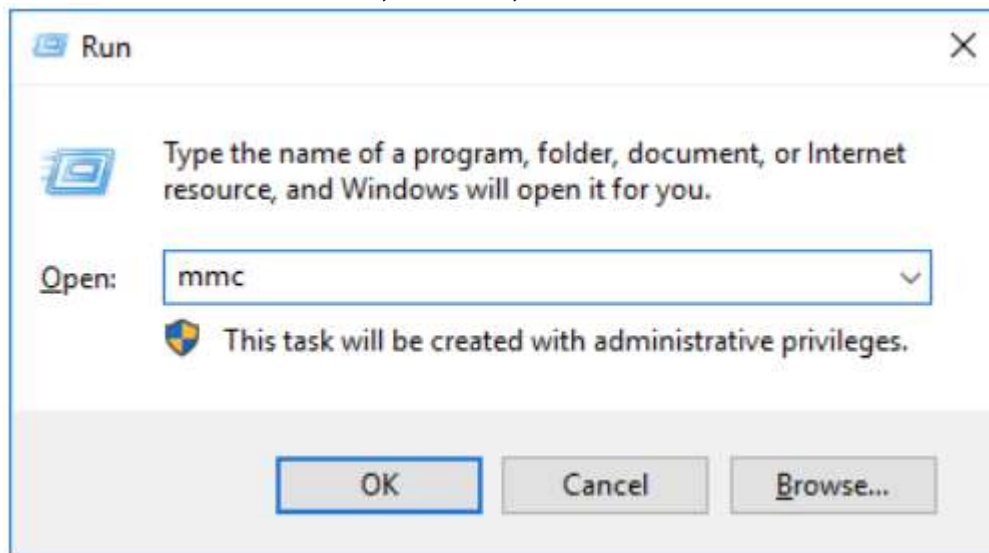 Run
Type the name of a program, folder, document, or Internet
resource, and Windows will open it for you.
Open:
mmc
This task will be created with administrative privileges.
OK
Cancel
Browse...